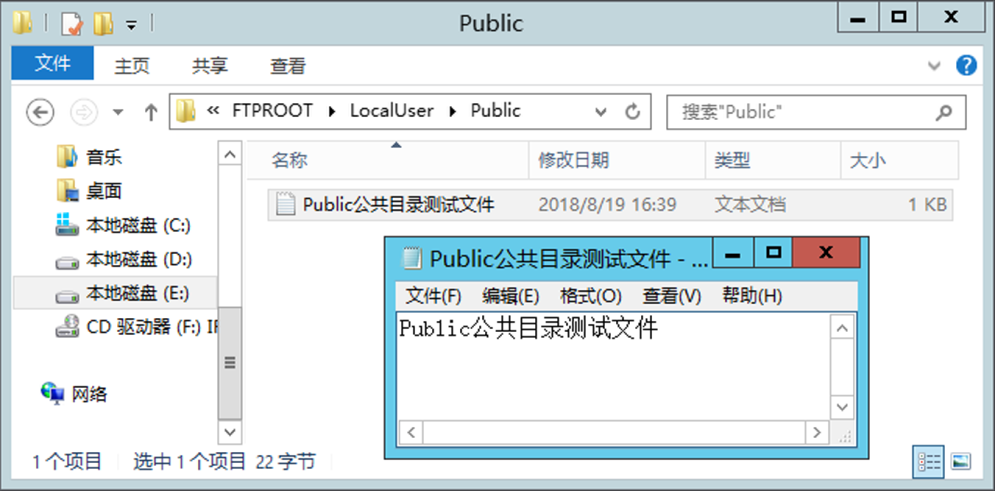 Public
文件 主页 共享 查看
« FTPROOT LocalUser Public 搜索"Public"
名称 修改日期 类型 大小
音乐
桌面
本地磁盘 (C:)
本地磁盘 (D:)
本地磁盘 (E:)
CD 驱动器 (F:) IF
网络
Public公共目录测试文件 2018/8/19 16:39 文本文档 1 KB
Public公共目录测试文件 - ...
文件(F) 编辑(E) 格式(O) 查看(V) 帮助(H)
Public公共目录测试文件
1 个项目 选中 1 个项目 22 字节